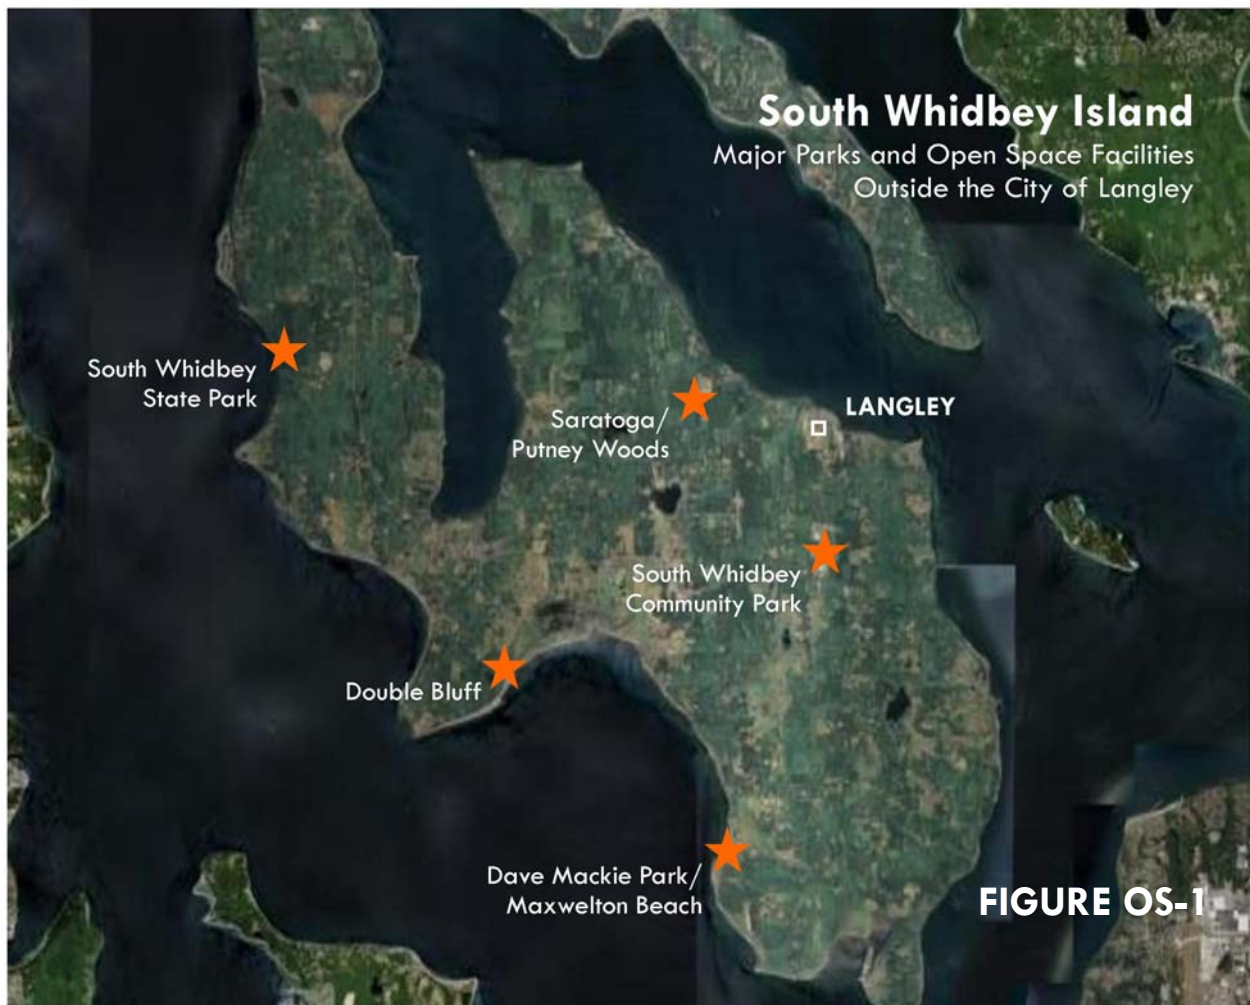 South Whidbey Island
Major Parks and Open Space Facilities
Outside the City of Langley
South Whidbey
State Park
Saratoga/
Putney Woods
LANGLEY
South Whidbey
Community Park
Double Bluff
Dave Mackie Park/
Maxwelton Beach
FIGURE OS-1